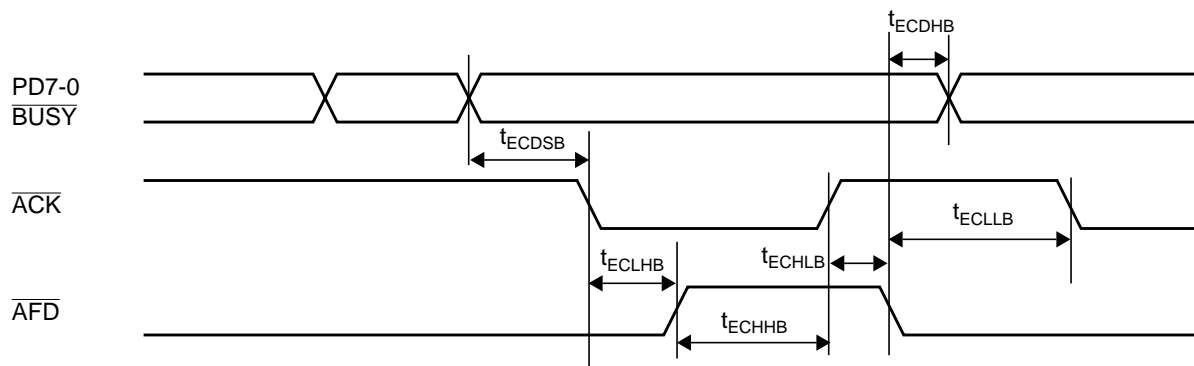 tECDHB
PD7-0
BUSY
tECDSB
ACK
tECLLB
tECLHB
tECHLB
AFD
tECHHB